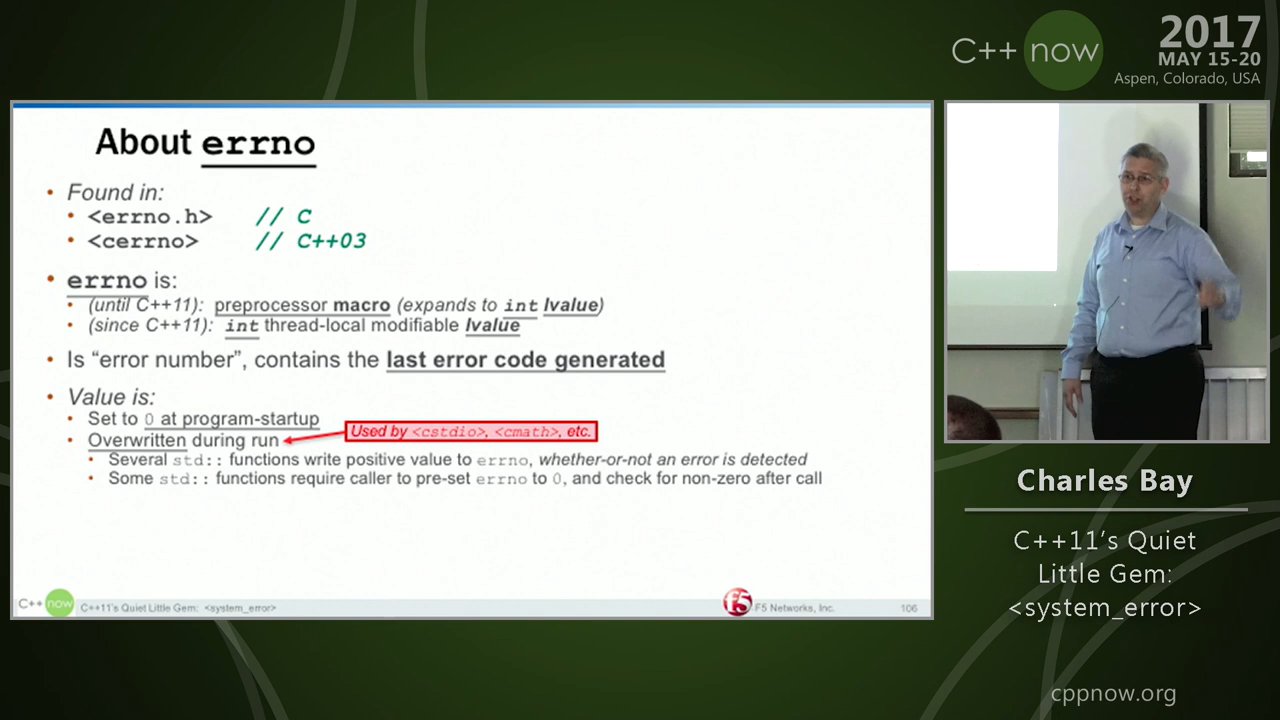 C++ now
2017
MAY 15-20
Aspen, Colorado, USA
About errno
• Found in:
• <errno.h> // C
• <cerrno> // C++03
• errno is:
• (until C++11): preprocessor macro (expands to int lvalue)
• (since C++11): int thread-local modifiable lvalue
• Is “error number”, contains the last error code generated
• Value is:
• Set to 0 at program-startup
• Overwritten during run
Used by <cstdio>, <cmath>, etc.
• Several std:: functions write positive value to errno, whether-or-not an error is detected
• Some std:: functions require caller to pre-set errno to 0, and check for non-zero after call
C++ now C++11's Quiet Little Gem: <system_error>
f5 F5 Networks, Inc.
106
Charles Bay
C++11’s Quiet
Little Gem:
<system_error>
cppnow.org